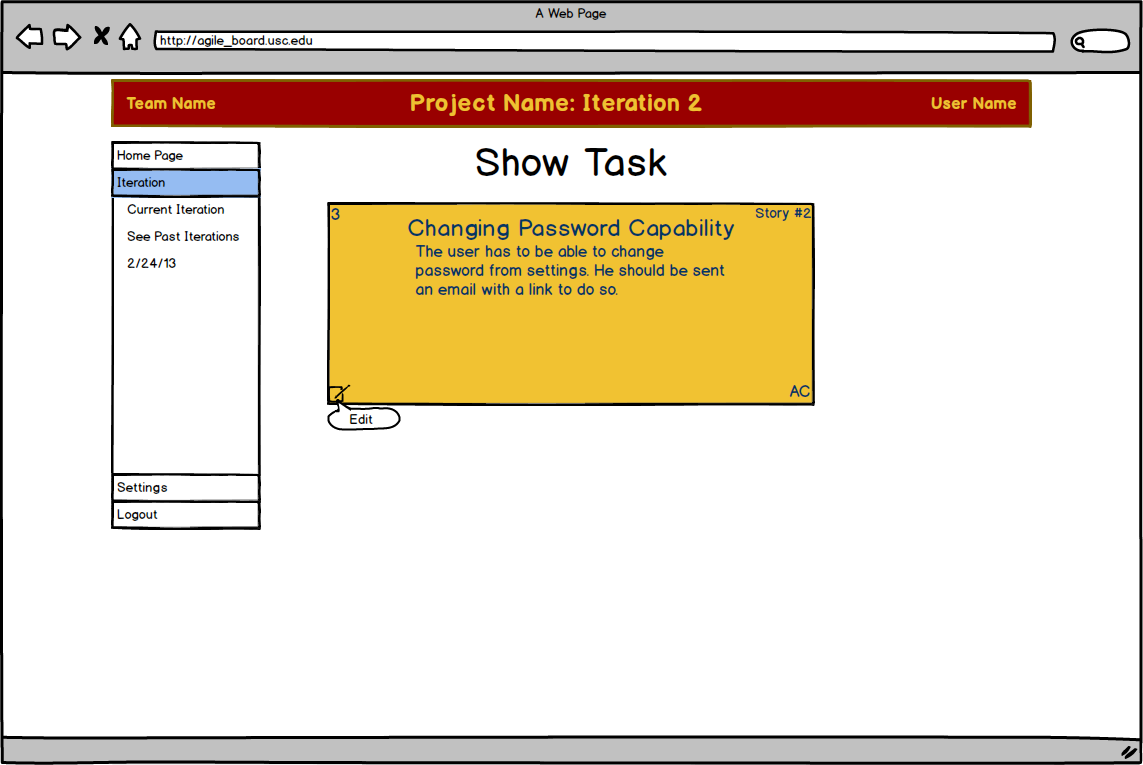 A Web Page
http://agile_board.usc.edu
Team Name
Project Name: Iteration 2
User Name
Home Page
Iteration
Current Iteration
See Past Iterations
2/24/13
Settings
Logout
Show Task
3
Story #2
Changing Password Capability
The user has to be able to change
password from settings. He should be sent
an email with a link to do so.
AC
Edit